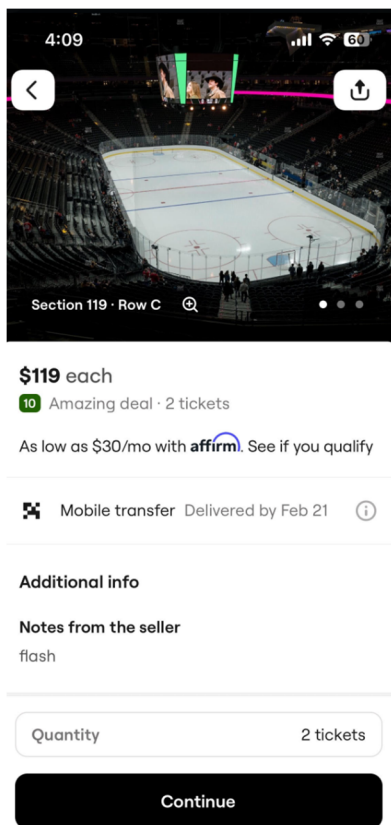 4:09
60
Section 119 · Row C
$119 each
10 Amazing deal · 2 tickets
As low as $30/mo with affirm. See if you qualify
Mobile transfer Delivered by Feb 21
Additional info
Notes from the seller
flash
Quantity 2 tickets
Continue